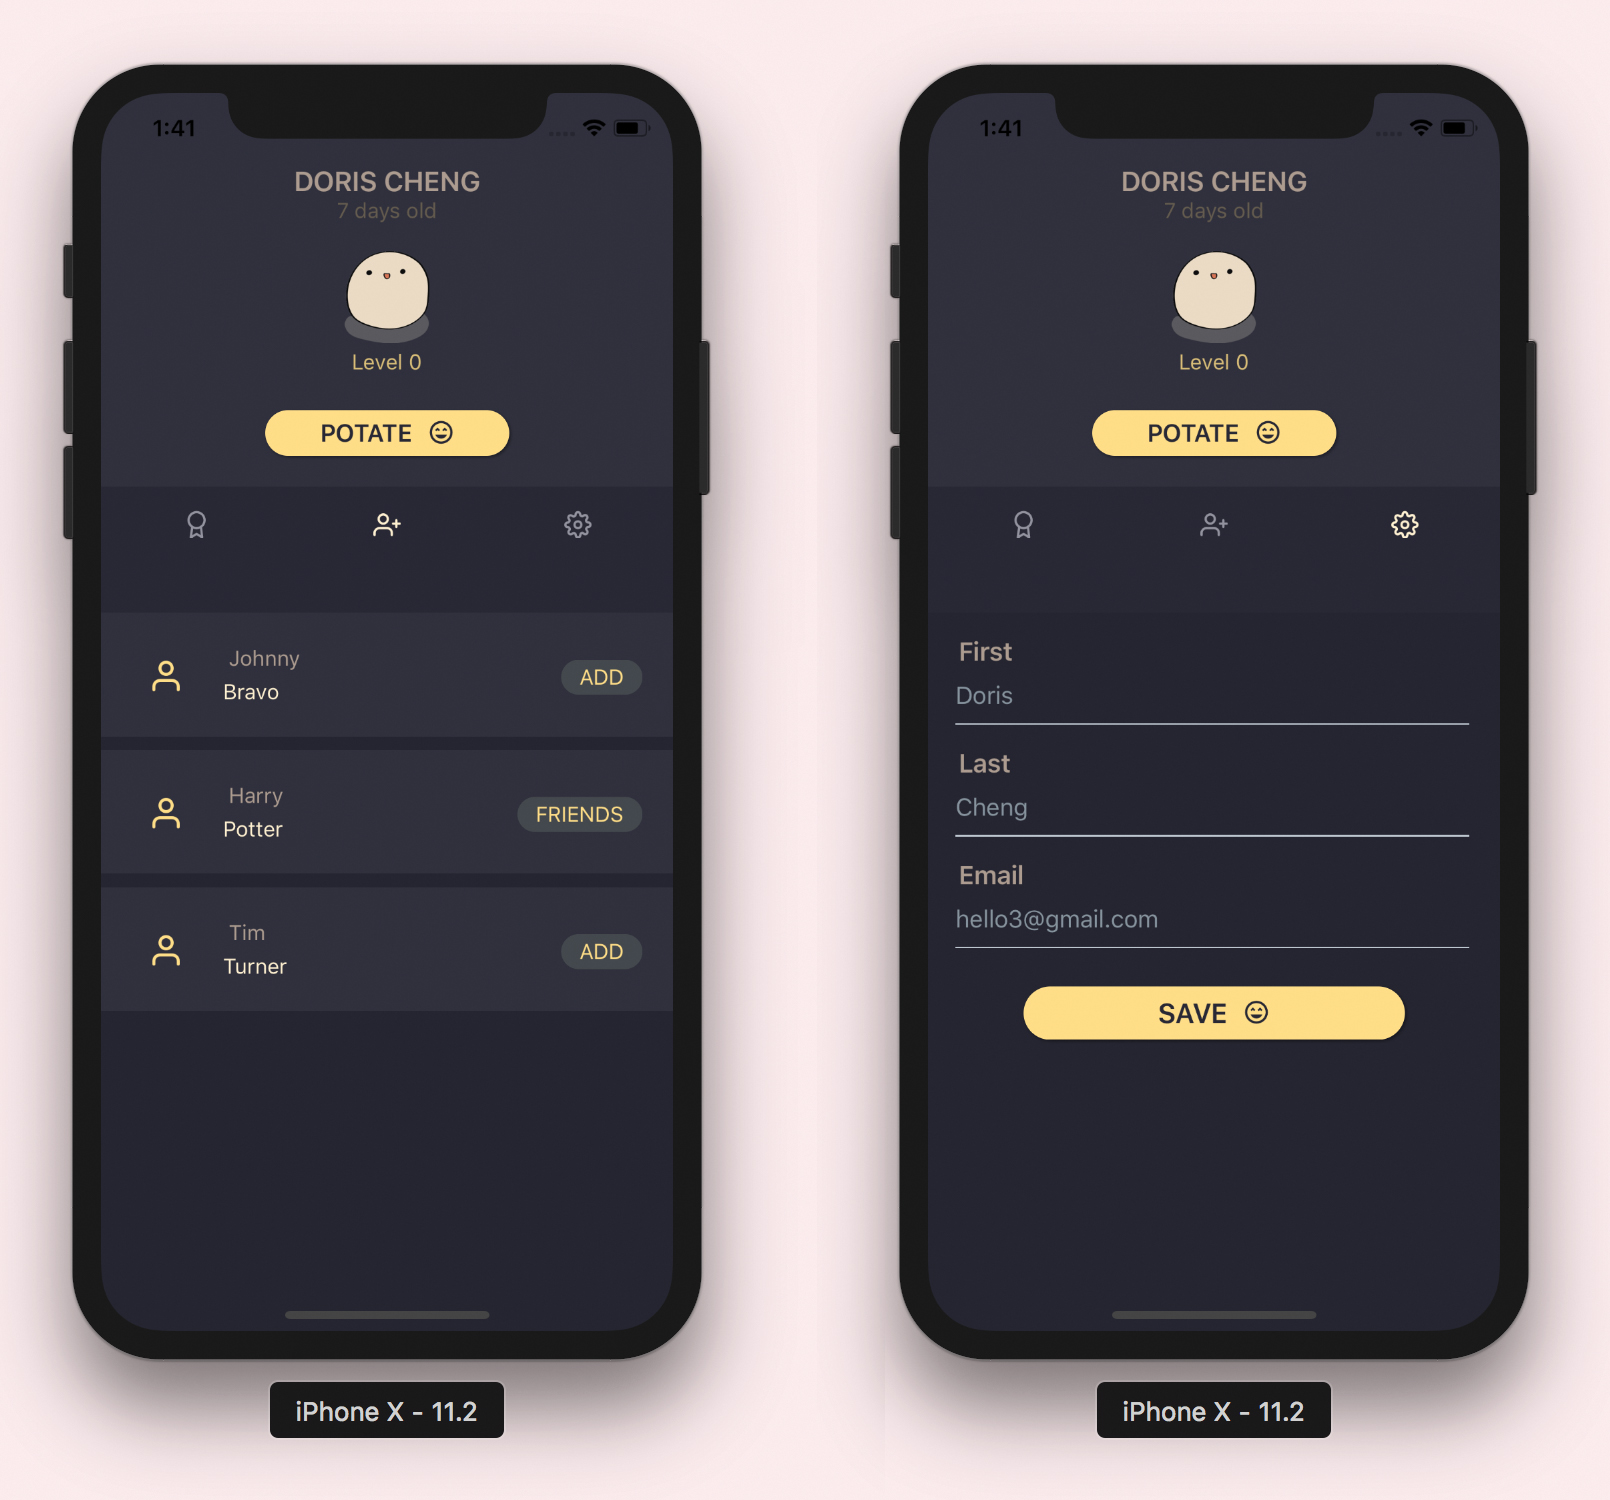 1:41
DORIS CHENG
7 days old
Level 0
POTATE
Johnny
Bravo
ADD
Harry
Potter
FRIENDS
Tim
Turner
ADD
iPhone X - 11.2
1:41
DORIS CHENG
7 days old
Level 0
POTATE
First
Doris
Last
Cheng
Email
hello3@gmail.com
SAVE
iPhone X - 11.2